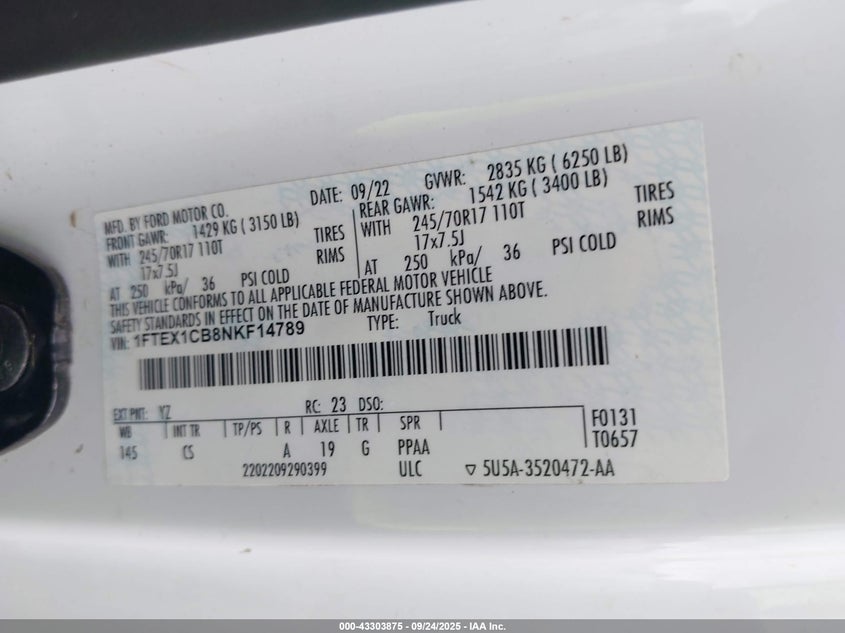 MFD. BY FORD MOTOR CO.
DATE: 09/22
GVWR: 2835 KG ( 6250 LB)
FRONT GAWR: 1429 KG ( 3150 LB)
WITH 245/70R17 110T TIRES
17x7.5J RIMS
AT 250 kPa/ 36 PSI COLD
REAR GAWR: 1542 KG ( 3400 LB)
WITH 245/70R17 110T TIRES
17x7.5J RIMS
AT 250 kPa/ 36 PSI COLD
THIS VEHICLE CONFORMS TO ALL APPLICABLE FEDERAL MOTOR VEHICLE
SAFETY STANDARDS IN EFFECT ON THE DATE OF MANUFACTURE SHOWN ABOVE.
VIN: 1FTEX1CB8NKF14789 TYPE: Truck
EXT PNT: YZ RC: 23 DSO:
WB INT TR TP/PS R AXLE TR SPR F0131
145 CS A 19 G PPAA T0657
2202209290399 ULC ▽ 5U5A-3520472-AA
000-43303875 - 09/24/2025 - IAA Inc.